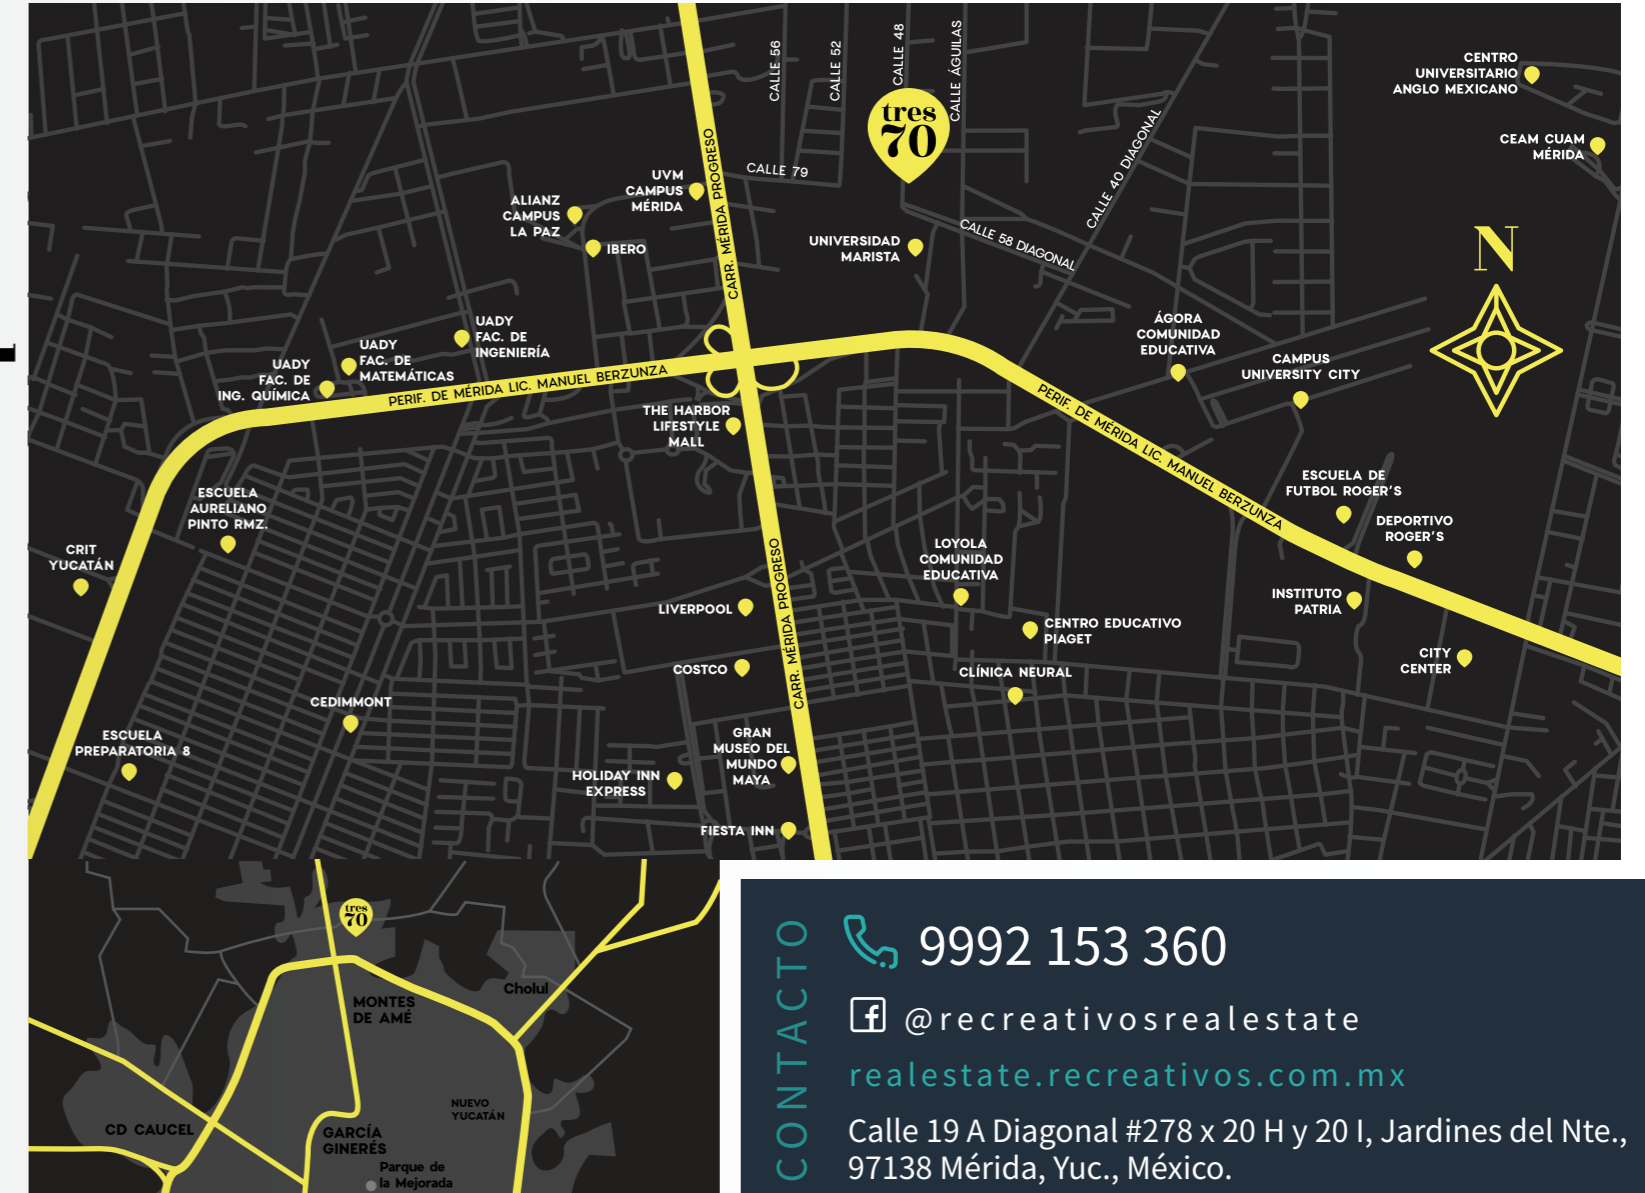 CALLE 56
CALLE 52
CALLE 48
CALLE ÁGUILAS
tres
70
CENTRO
UNIVERSITARIO
ANGLO MEXICANO
CEAM CUAM
MÉRIDA
CALLE 79
CALLE 40 DIAGONAL
CALLE 58 DIAGONAL
CARR. MÉRIDA PROGRESO
UVM
CAMPUS
MÉRIDA
ALIANZ
CAMPUS
LA PAZ
IBERO
UNIVERSIDAD
MARISTA
N
UADY
FAC. DE
INGENIERÍA
UADY
FAC. DE
MATEMÁTICAS
UADY
FAC. DE
ING. QUÍMICA
PERIF. DE MÉRIDA LIC. MANUEL BERZUNZA
ÁGORA
COMUNIDAD
EDUCATIVA
CAMPUS
UNIVERSITY CITY
THE HARBOR
LIFESTYLE
MALL
PERIF. DE MÉRIDA LIC. MANUEL BERZUNZA
ESCUELA DE
FUTBOL ROGER'S
DEPORTIVO
ROGER'S
ESCUELA
AURELIANO
PINTO RMZ.
CRIT
YUCATÁN
LOYOLA
COMUNIDAD
EDUCATIVA
INSTITUTO
PATRIA
LIVERPOOL
CARR. MÉRIDA PROGRESO
CENTRO EDUCATIVO
PIAGET
COSTCO
CLÍNICA NEURAL
CITY
CENTER
CEDIMMONT
ESCUELA
PREPARATORIA 8
GRAN
MUSEO DEL
MUNDO
MAYA
HOLIDAY INN
EXPRESS
FIESTA INN
tres
70
Cholul
MONTES
DE AMÉ
NUEVO
YUCATÁN
CD CAUCEL
GARCÍA
GINERÉS
Parque de
la Mejorada
CONTACTO
9992 153 360
@recreativosrealestate
realestate.recreativos.com.mx
Calle 19 A Diagonal #278 x 20 H y 20 I, Jardines del Nte.,
97138 Mérida, Yuc., México.